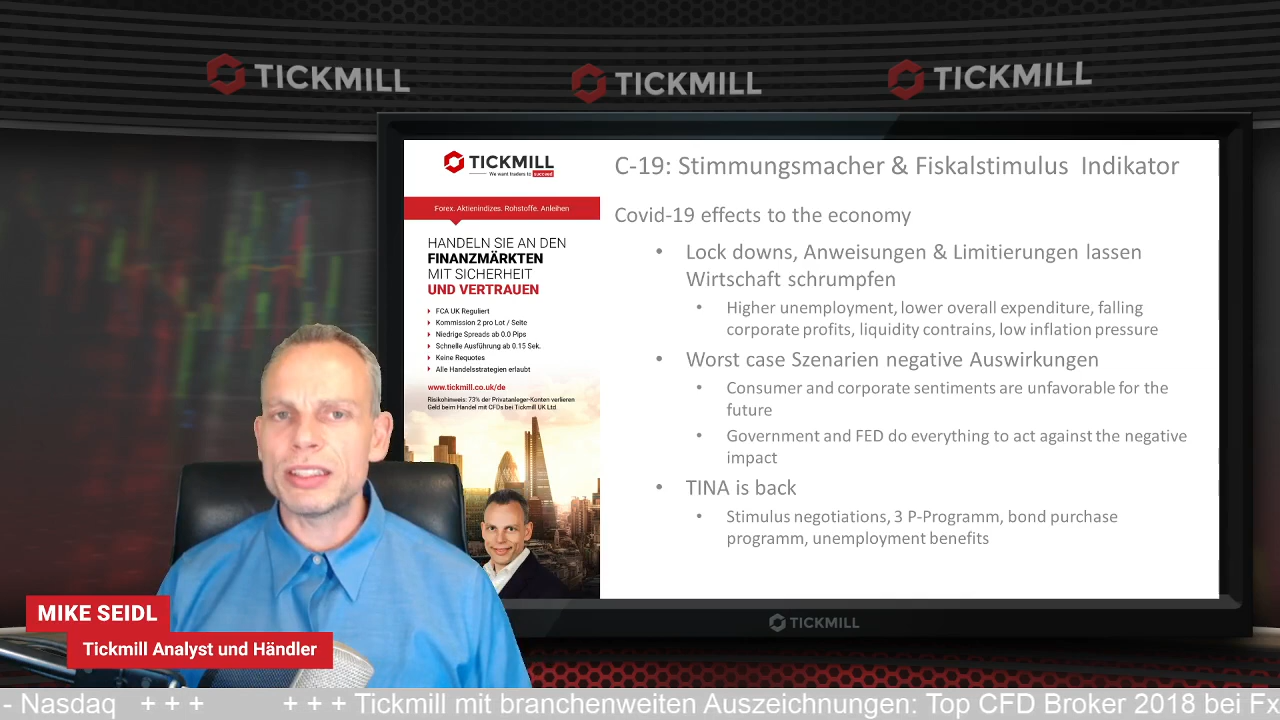 TICKMILL
TICKMILL
TICKMILL
TICKMILL
We want traders to succeed
Forex. Aktienindizes. Rohstoffe. Anleihen
HANDELN SIE AN DEN
FINANZMÄRKTEN
MIT SICHERHEIT
UND VERTRAUEN
FCA UK Reguliert
Kommission 2 pro Lot / Seite
Niedrige Spreads ab 0.0 Pips
Schnelle Ausführung ab 0.15 Sek.
Keine Requotes
Alle Handelsstrategien erlaubt
www.tickmill.co.uk/de
Risikohinweis: 73% der Privatanleger-Konten verlieren
Geld beim Handel mit CFDs bei Tickmill UK Ltd.
C-19: Stimmungsmacher & Fiskalstimulus Indikator
Covid-19 effects to the economy
• Lock downs, Anweisungen & Limitierungen lassen
Wirtschaft schrumpfen
• Higher unemployment, lower overall expenditure, falling
corporate profits, liquidity contrains, low inflation pressure
• Worst case Szenarien negative Auswirkungen
• Consumer and corporate sentiments are unfavorable for the
future
• Government and FED do everything to act against the negative
impact
• TINA is back
• Stimulus negotiations, 3 P-Programm, bond purchase
programm, unemployment benefits
TICKMILL
MIKE SEIDL
Tickmill Analyst und Händler
- Nasdaq + + + + + + Tickmill mit branchenweiten Auszeichnungen: Top CFD Broker 2018 bei Fx